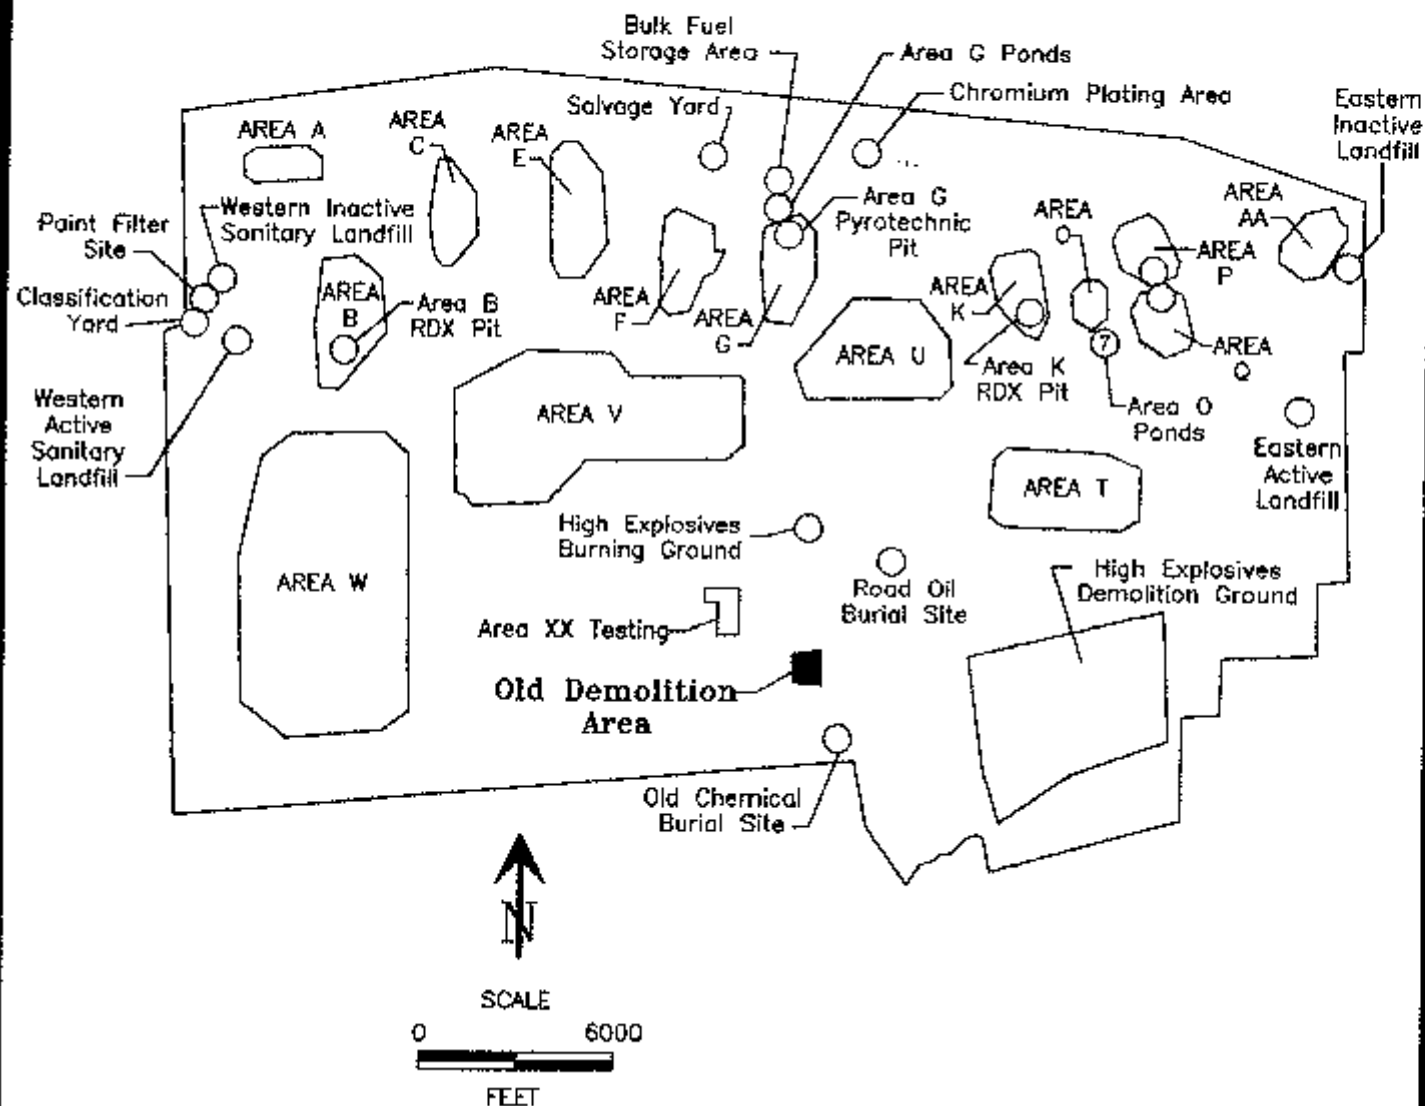 Bulk Fuel
Storage Area
Area G Ponds
Salvage Yard
Chromium Plating Area
Eastern
Inactive
Landfill
AREA A
AREA
C
AREA
E
Area G
Pyrotechnic
Pit
AREA
O
AREA
AA
AREA
P
Paint Filter
Site
Western Inactive
Sanitary Landfill
Classification
Yard
AREA
B
Area B
RDX Pit
AREA
F
AREA
G
AREA
K
AREA U
Area K
RDX Pit
7
AREA
Q
Area O
Ponds
Western
Active
Sanitary
Landfill
AREA V
Eastern
Active
Landfill
AREA T
High Explosives
Burning Ground
AREA W
Road Oil
Burial Site
High Explosives
Demolition Ground
Area XX Testing
Old Demolition
Area
Old Chemical
Burial Site
N
SCALE
0 6000
FEET